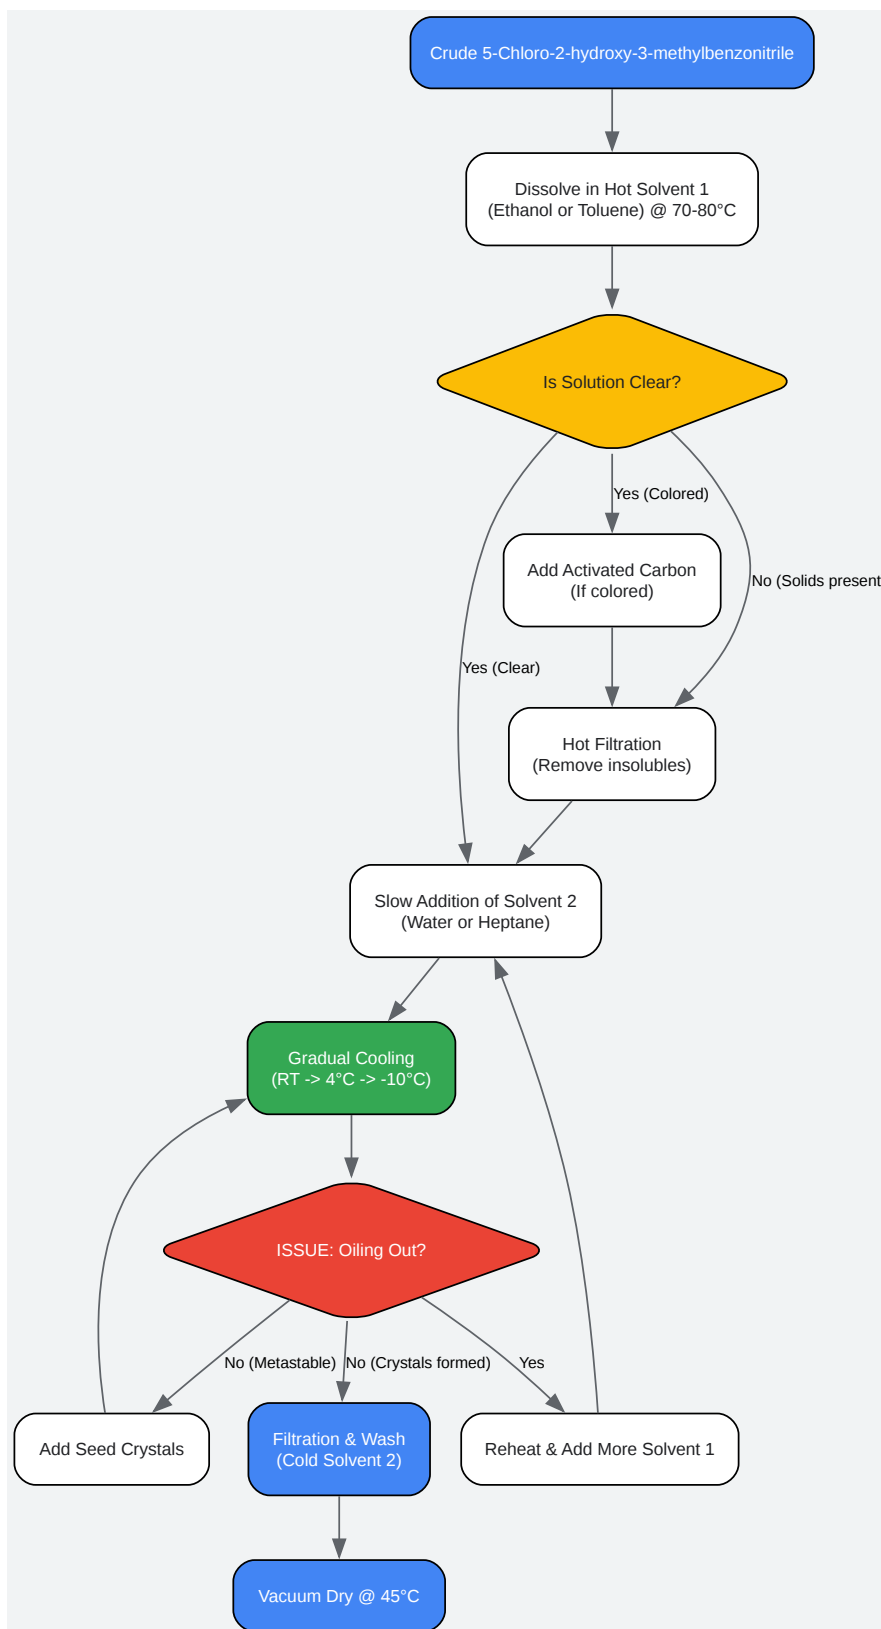 Crude 5-Chloro-2-hydroxy-3-methylbenzonitrile
Dissolve in Hot Solvent 1
(Ethanol or Toluene) @ 70-80°C
Is Solution Clear?
Yes (Colored)
Add Activated Carbon
(If colored)
No (Solids present
Yes (Clear)
Hot Filtration
(Remove insolubles)
Slow Addition of Solvent 2
(Water or Heptane)
Gradual Cooling
(RT -> 4°C -> -10°C)
ISSUE: Oiling Out?
No (Metastable)
No (Crystals formed)
Yes
Add Seed Crystals
Filtration & Wash
(Cold Solvent 2)
Reheat & Add More Solvent 1
Vacuum Dry @ 45°C